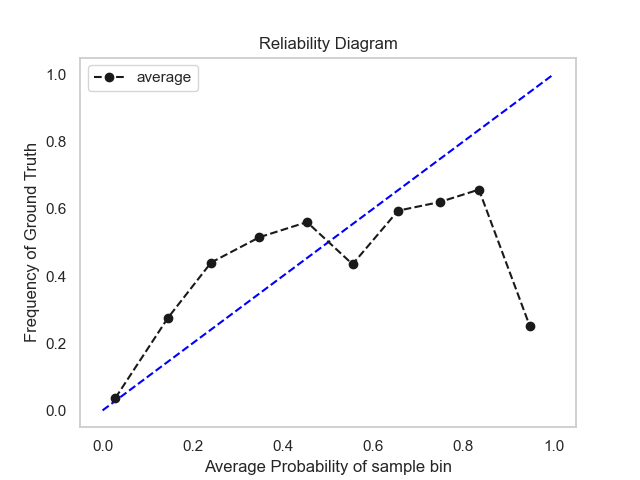 Reliability Diagram
average
Frequency of Ground Truth
1.0
0.8
0.6
0.4
0.2
0.0
0.0 0.2 0.4 0.6 0.8 1.0
Average Probability of sample bin